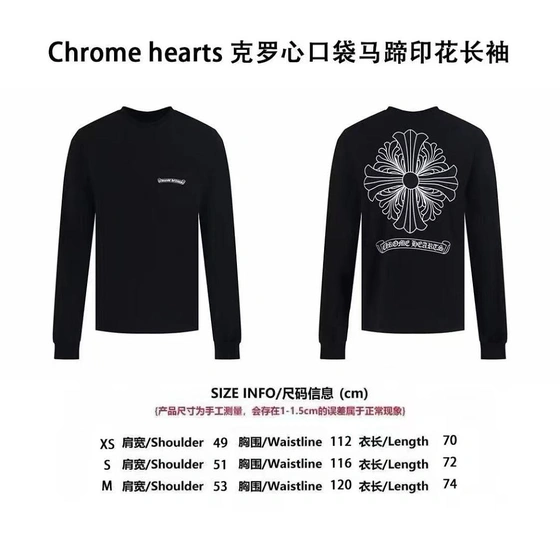 Chrome hearts 克罗心口袋马蹄印花长袖
CHROME HEARTS
CHROME HEARTS
SIZE INFO/尺码信息 (cm)
(产品尺寸为手工测量，会存在1-1.5cm的误差属于正常现象)
XS 肩宽/Shoulder 49 胸围/Waistline 112 衣长/Length 70
S 肩宽/Shoulder 51 胸围/Waistline 116 衣长/Length 72
M 肩宽/Shoulder 53 胸围/Waistline 120 衣长/Length 74